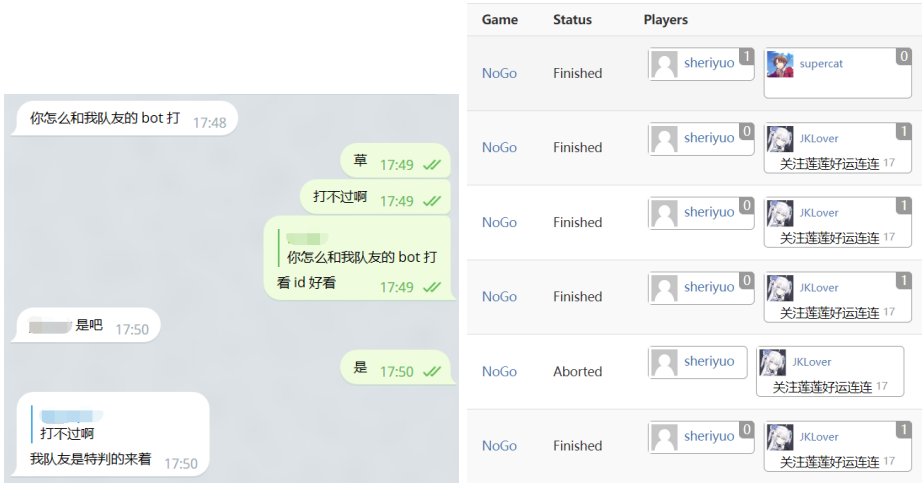 你怎么和我队友的 bot 打 17:48
草 17:49
打不过啊 17:49
你怎么和我队友的 bot 打
看 id 好看 17:49
是吧 17:50
是 17:50
打不过啊
我队友是特判的来着 17:50
Game Status Players
NoGo Finished sheriyuo 1 supercat 0
NoGo Finished sheriyuo 0 JKLover 1
关注莲莲好运连连 17
NoGo Finished sheriyuo 0 JKLover 1
关注莲莲好运连连 17
NoGo Finished sheriyuo 0 JKLover 1
关注莲莲好运连连 17
NoGo Aborted sheriyuo JKLover
关注莲莲好运连连 17
NoGo Finished sheriyuo 0 JKLover 1
关注莲莲好运连连 17